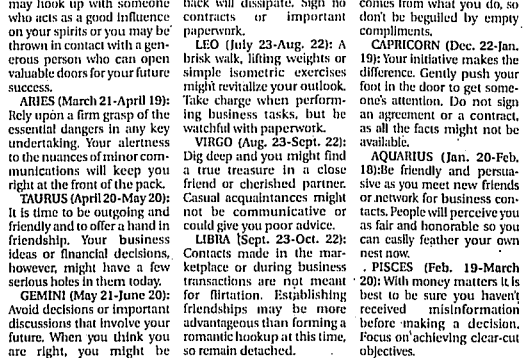 may hook up with someone
who acts as a good influence
on your spirits or you may be
thrown in contact with a gen-
erous person who can open
valuable doors for your future
success.
ARIES (March 21-April 19):
Rely upon a firm grasp of the
essential dangers in any key
undertaking. Your alertness
to the nuances of minor com-
munications will keep you
right at the front of the pack.
TAURUS (April 20-May 20):
It is time to be outgoing and
friendly and to offer a hand in
friendship. Your business
ideas or financial decisions,
however, might have a few
serious holes in them today.
GEMINI (May 21-June 20):
Avoid decisions or important
discussions that involve your
future. When you think you
are right, you might be
back will dissipate. Sign no
contracts or important
paperwork.
LEO (July 23-Aug. 22): A
brisk walk, lifting weights or
simple isometric exercises
might revitalize your outlook.
Take charge when perform-
ing business tasks, but be
watchful with paperwork.
VIRGO (Aug. 23-Sept. 22):
Dig deep and you might find
a true treasure in a close
friend or cherished partner.
Casual acquaintances might
not be communicative or
could give you poor advice.
LIBRA (Sept. 23-Oct. 22):
Contacts made in the mar-
ketplace or during business
transactions are not meant
for flirtation. Establishing
friendships may be more
advantageous than forming a
romantic hookup at this time,
so remain detached.
comes from what you do, so
don't be beguiled by empty
compliments.
CAPRICORN (Dec. 22-Jan.
19): Your initiative makes the
difference. Gently push your
foot in the door to get some-
one's attention. Do not sign
an agreement or a contract,
as all the facts might not be
available.
AQUARIUS (Jan. 20-Feb.
18):Be friendly and persua-
sive as you meet new friends
or network for business con-
tacts. People will perceive you
as fair and honorable so you
can easily feather your own
nest now.
PISCES (Feb. 19-March
20): With money matters it is
best to be sure you haven't
received misinformation
before making a decision.
Focus on achieving clear-cut
objectives.